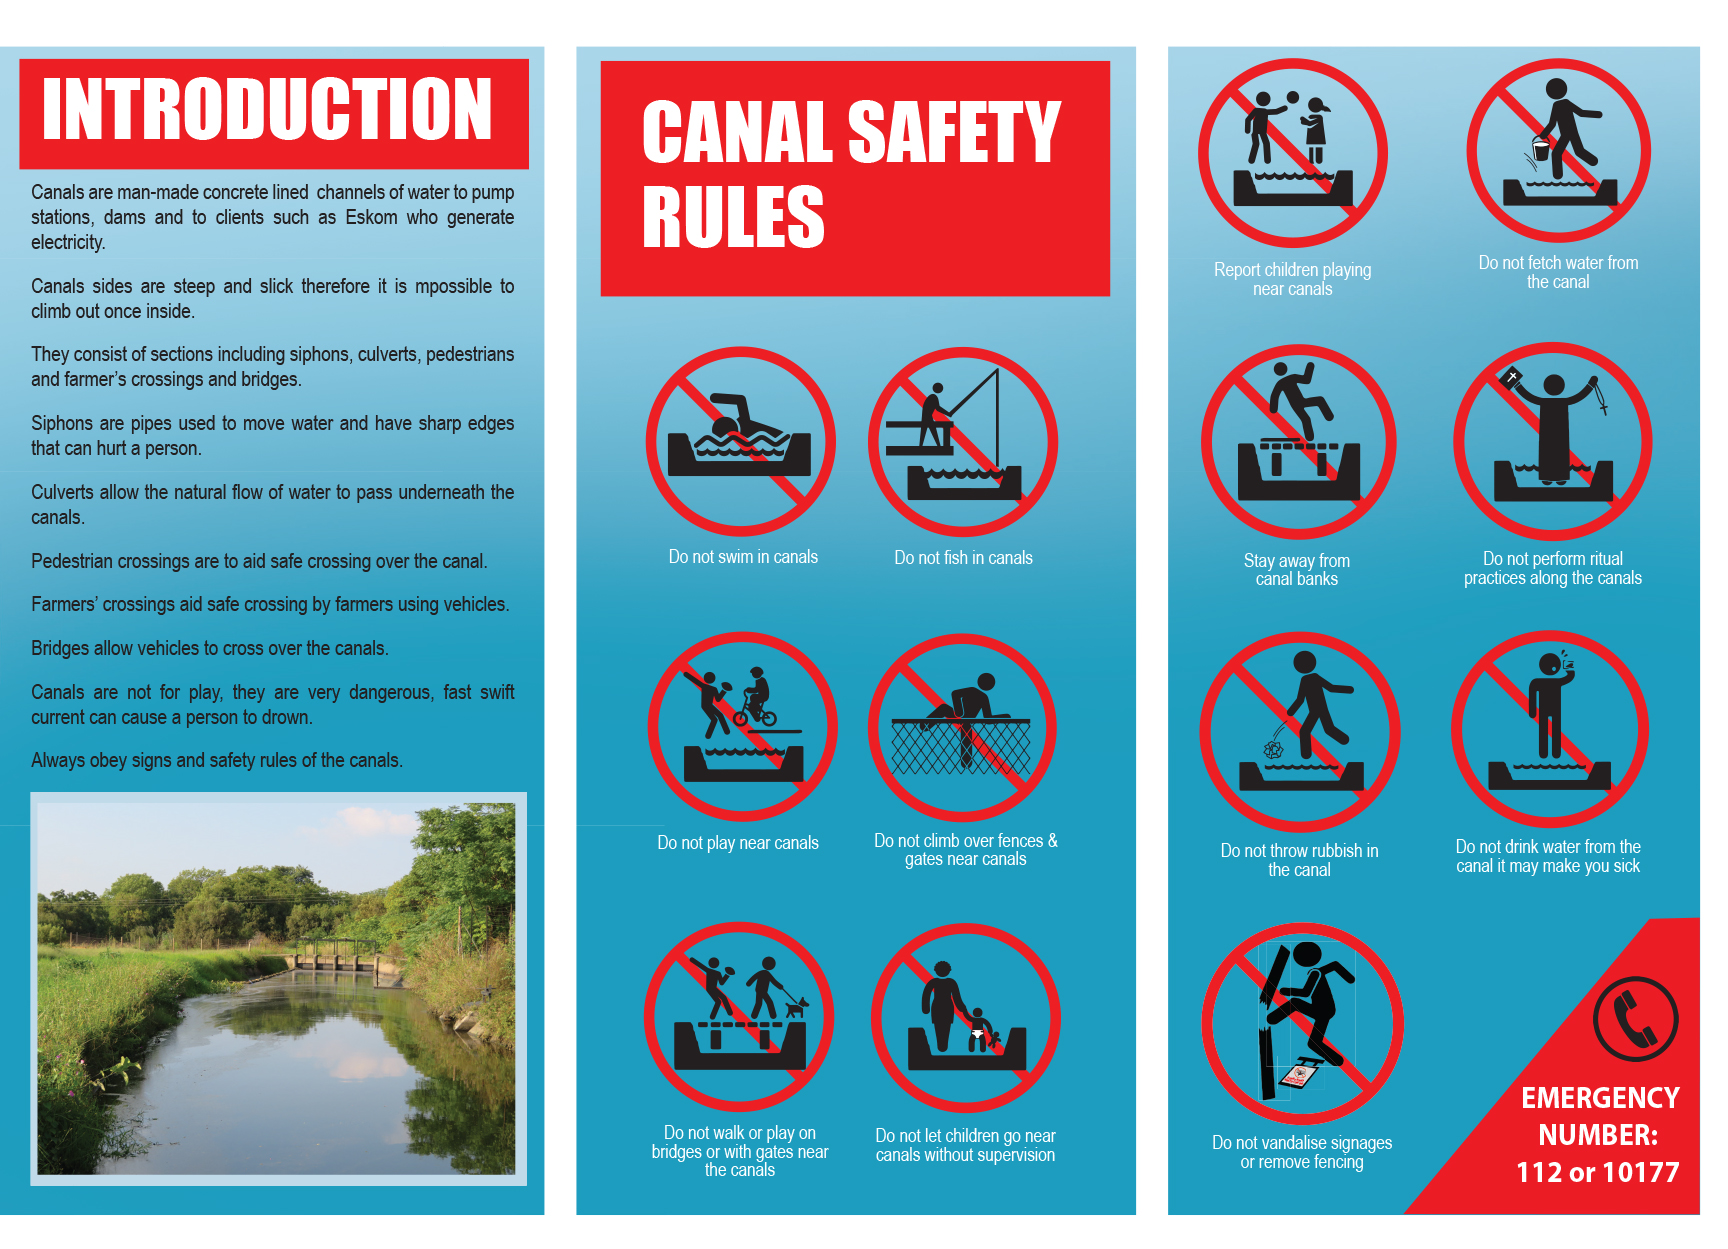 INTRODUCTION
Canals are man-made concrete lined channels of water to pump
stations, dams and to clients such as Eskom who generate
electricity.
Canals sides are steep and slick therefore it is mpossible to
climb out once inside.
They consist of sections including siphons, culverts, pedestrians
and farmer's crossings and bridges.
Siphons are pipes used to move water and have sharp edges
that can hurt a person.
Culverts allow the natural flow of water to pass underneath the
canals.
Pedestrian crossings are to aid safe crossing over the canal.
Farmers' crossings aid safe crossing by farmers using vehicles.
Bridges allow vehicles to cross over the canals.
Canals are not for play, they are very dangerous, fast swift
current can cause a person to drown.
Always obey signs and safety rules of the canals.
CANAL SAFETY
RULES
Do not swim in canals
Do not fish in canals
Do not play near canals
Do not climb over fences &
gates near canals
Do not walk or play on
bridges or with gates near
the canals
Do not let children go near
canals without supervision
Report children playing
near canals
Do not fetch water from
the canal
Stay away from
canal banks
Do not perform ritual
practices along the canals
Do not throw rubbish in
the canal
Do not drink water from the
canal it may make you sick
Do not vandalise signages
or remove fencing
EMERGENCY
NUMBER:
112 or 10177